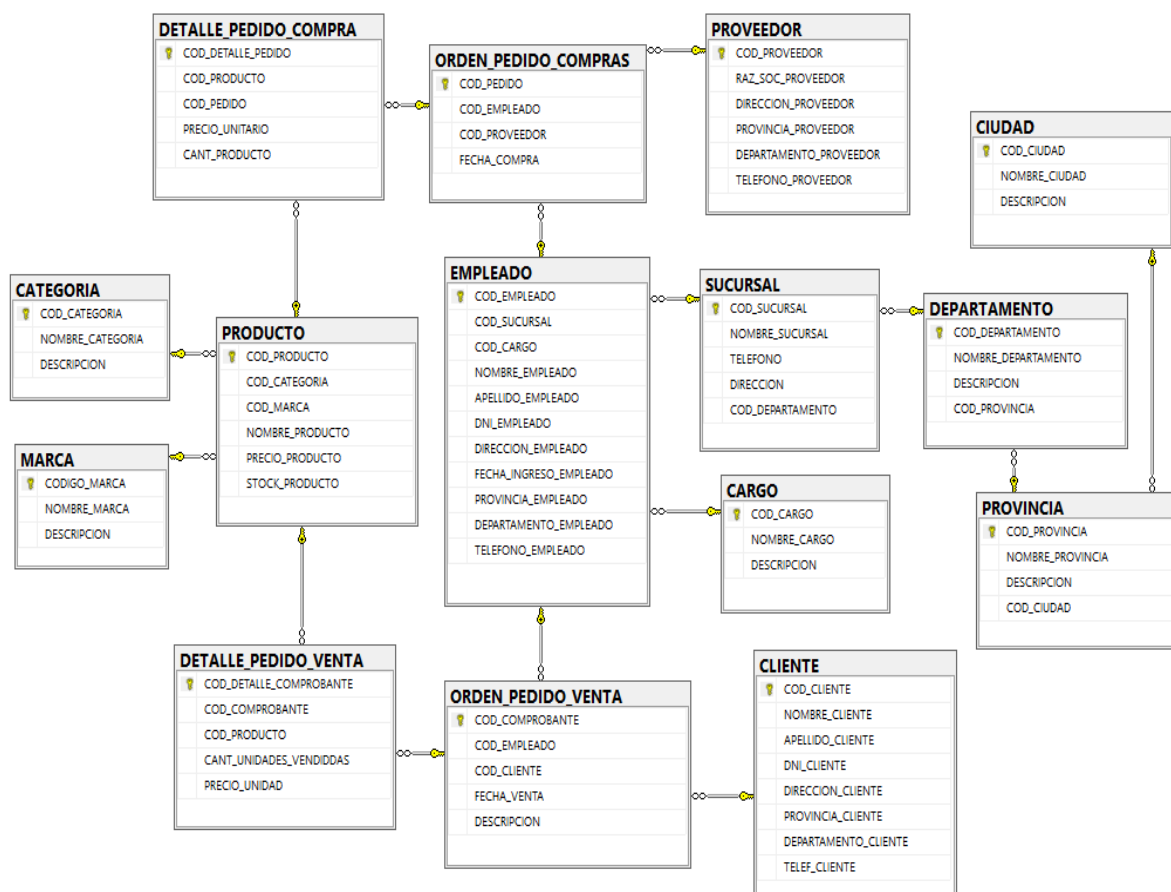 DETALLE_PEDIDO_COMPRA
COD_DETALLE_PEDIDO
COD_PRODUCTO
COD_PEDIDO
PRECIO_UNITARIO
CANT_PRODUCTO
ORDEN_PEDIDO_COMPRAS
COD_PEDIDO
COD_EMPLEADO
COD_PROVEEDOR
FECHA_COMPRA
PROVEEDOR
COD_PROVEEDOR
RAZ_SOC_PROVEEDOR
DIRECCION_PROVEEDOR
PROVINCIA_PROVEEDOR
DEPARTAMENTO_PROVEEDOR
TELEFONO_PROVEEDOR
CIUDAD
COD_CIUDAD
NOMBRE_CIUDAD
DESCRIPCION
CATEGORIA
COD_CATEGORIA
NOMBRE_CATEGORIA
DESCRIPCION
PRODUCTO
COD_PRODUCTO
COD_CATEGORIA
COD_MARCA
NOMBRE_PRODUCTO
PRECIO_PRODUCTO
STOCK_PRODUCTO
EMPLEADO
COD_EMPLEADO
COD_SUCURSAL
COD_CARGO
NOMBRE_EMPLEADO
APELLIDO_EMPLEADO
DNI_EMPLEADO
DIRECCION_EMPLEADO
FECHA_INGRESO_EMPLEADO
PROVINCIA_EMPLEADO
DEPARTAMENTO_EMPLEADO
TELEFONO_EMPLEADO
SUCURSAL
COD_SUCURSAL
NOMBRE_SUCURSAL
TELEFONO
DIRECCION
COD_DEPARTAMENTO
DEPARTAMENTO
COD_DEPARTAMENTO
NOMBRE_DEPARTAMENTO
DESCRIPCION
COD_PROVINCIA
MARCA
CODIGO_MARCA
NOMBRE_MARCA
DESCRIPCION
CARGO
COD_CARGO
NOMBRE_CARGO
DESCRIPCION
PROVINCIA
COD_PROVINCIA
NOMBRE_PROVINCIA
DESCRIPCION
COD_CIUDAD
DETALLE_PEDIDO_VENTA
COD_DETALLE_COMPROBANTE
COD_COMPROBANTE
COD_PRODUCTO
CANT_UNIDADES_VENDIDDAS
PRECIO_UNIDAD
ORDEN_PEDIDO_VENTA
COD_COMPROBANTE
COD_EMPLEADO
COD_CLIENTE
FECHA_VENTA
DESCRIPCION
CLIENTE
COD_CLIENTE
NOMBRE_CLIENTE
APELLIDO_CLIENTE
DNI_CLIENTE
DIRECCION_CLIENTE
PROVINCIA_CLIENTE
DEPARTAMENTO_CLIENTE
TELEF_CLIENTE